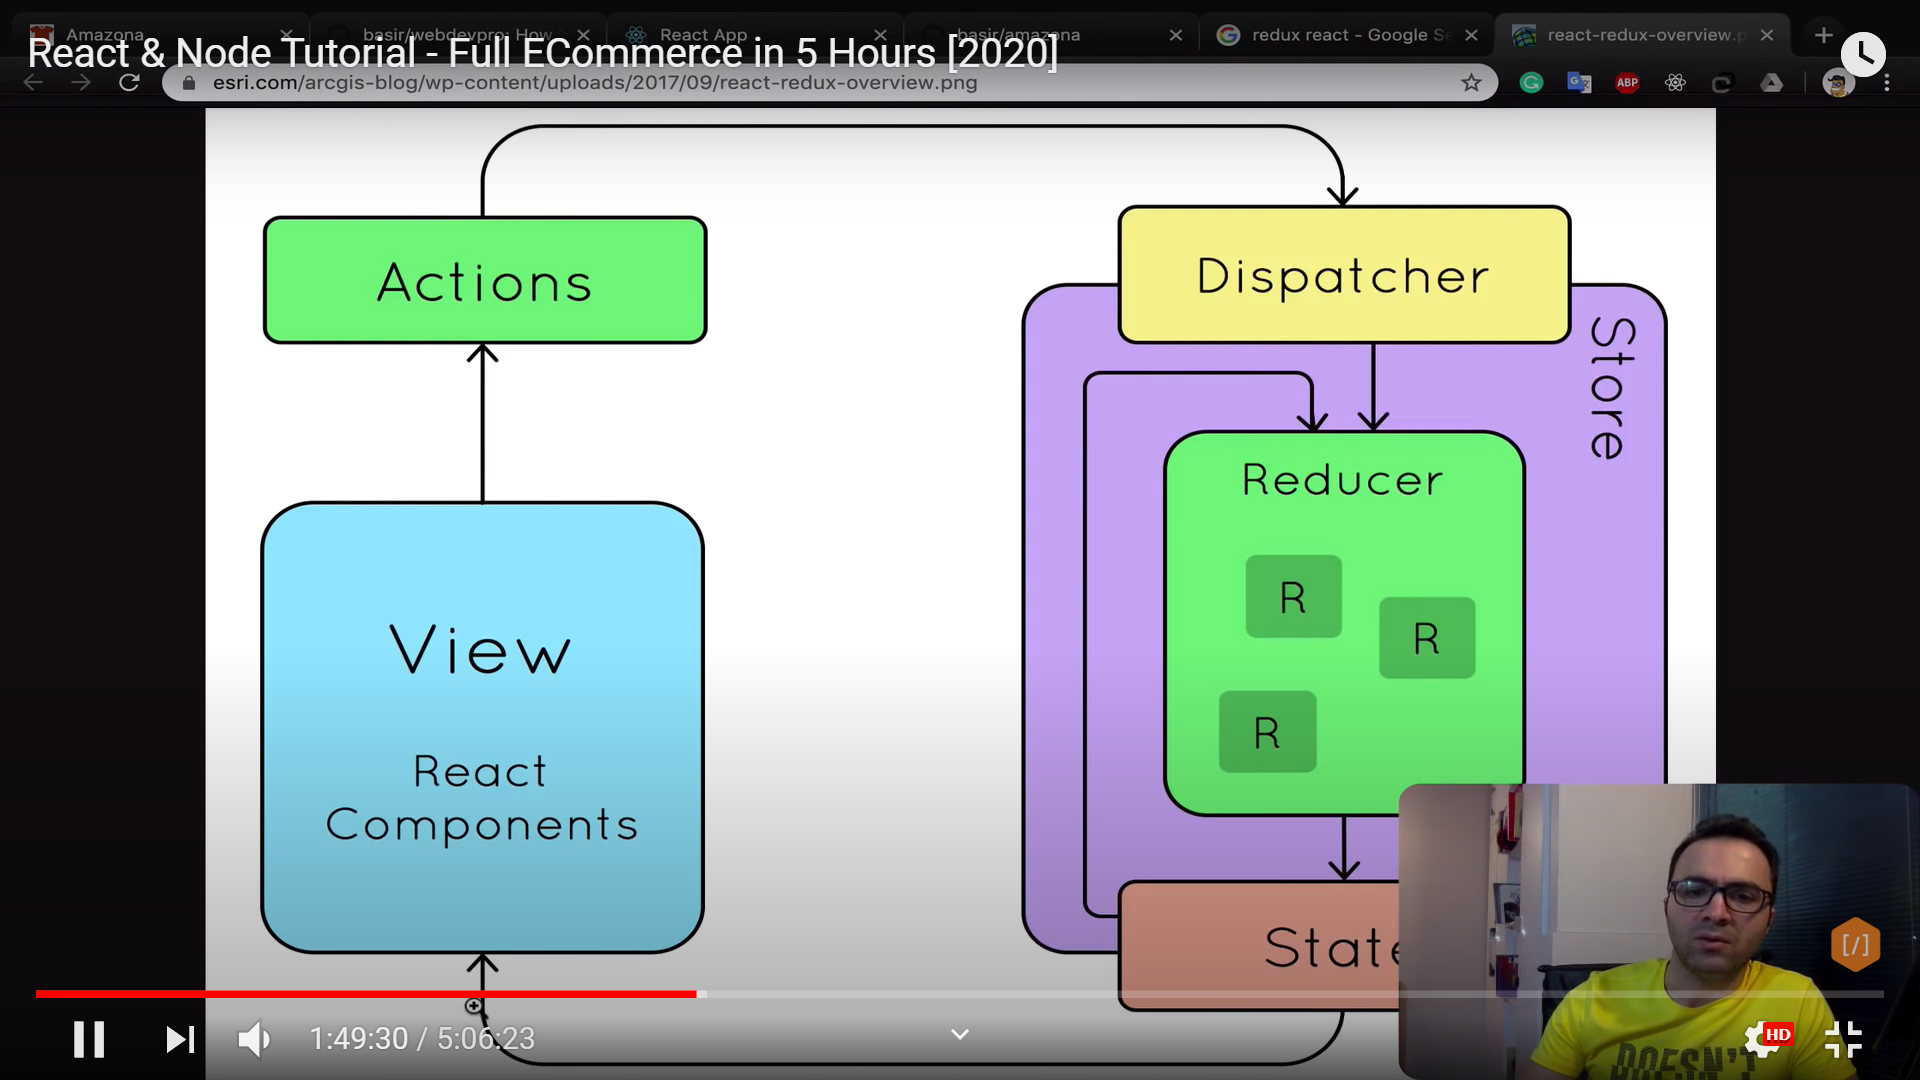 Amazona
basir/webdevpro: How
React App
basir/amazona
redux react - Google Se
react-redux-overview.p
React & Node Tutorial - Full ECommerce in 5 Hours [2020]
esri.com/arcgis-blog/wp-content/uploads/2017/09/react-redux-overview.png
ABP
Actions
Dispatcher
Store
Reducer
R
R
R
View
React
Components
State
[/]
1:49:30 / 5:06:23
HD
DOESN'T